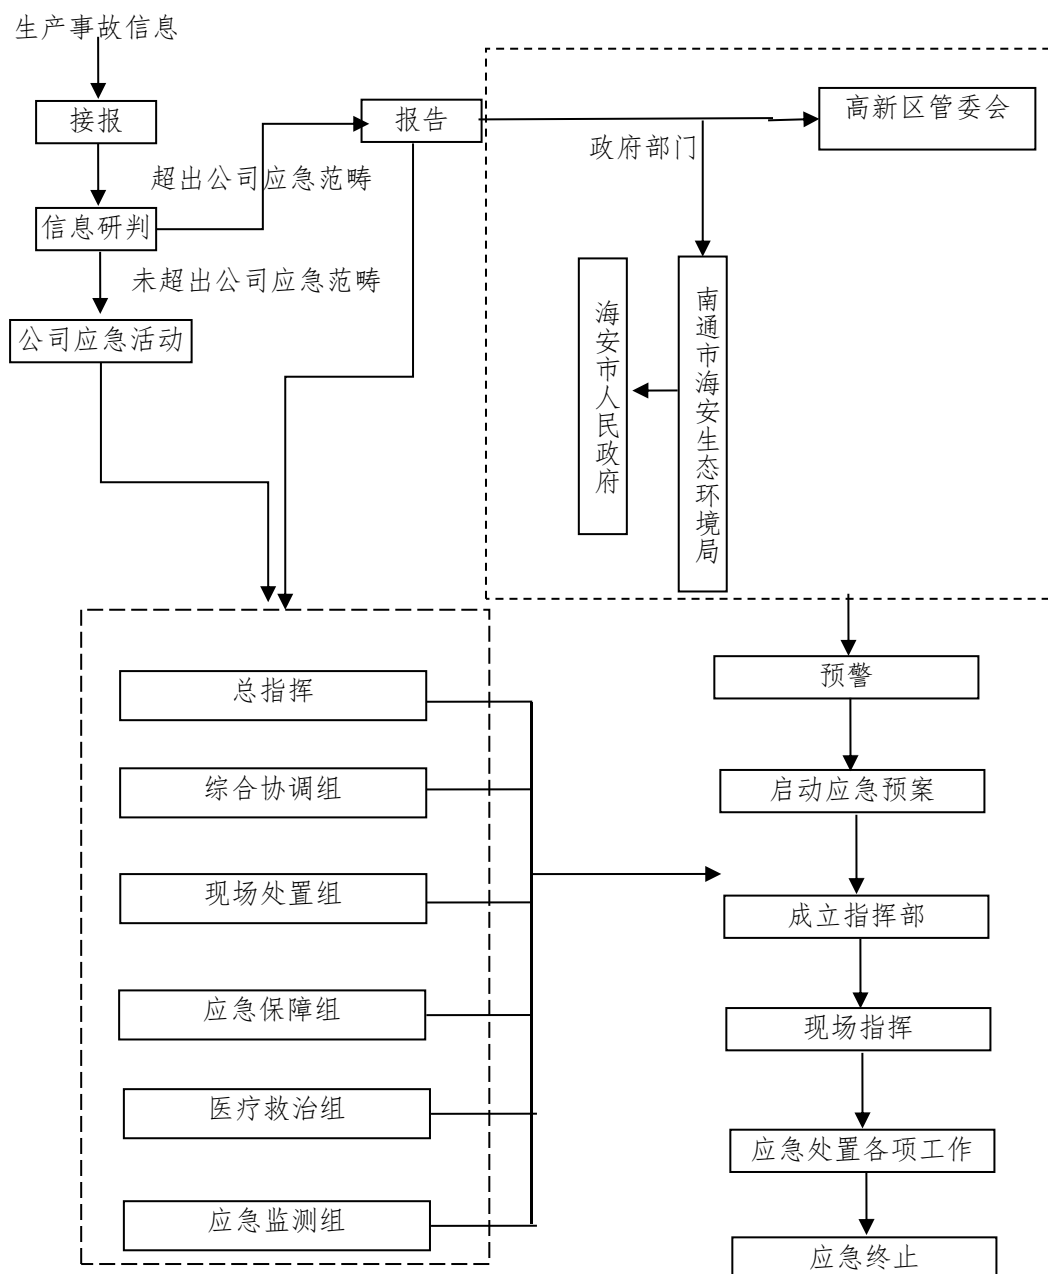 生产事故信息
接报
报告
高新区管委会
政府部门
超出公司应急范畴
信息研判
未超出公司应急范畴
公司应急活动
海安市人民政府
南通市海安生态环境局
总指挥
综合协调组
现场处置组
应急保障组
医疗救治组
应急监测组
预警
启动应急预案
成立指挥部
现场指挥
应急处置各项工作
应急终止